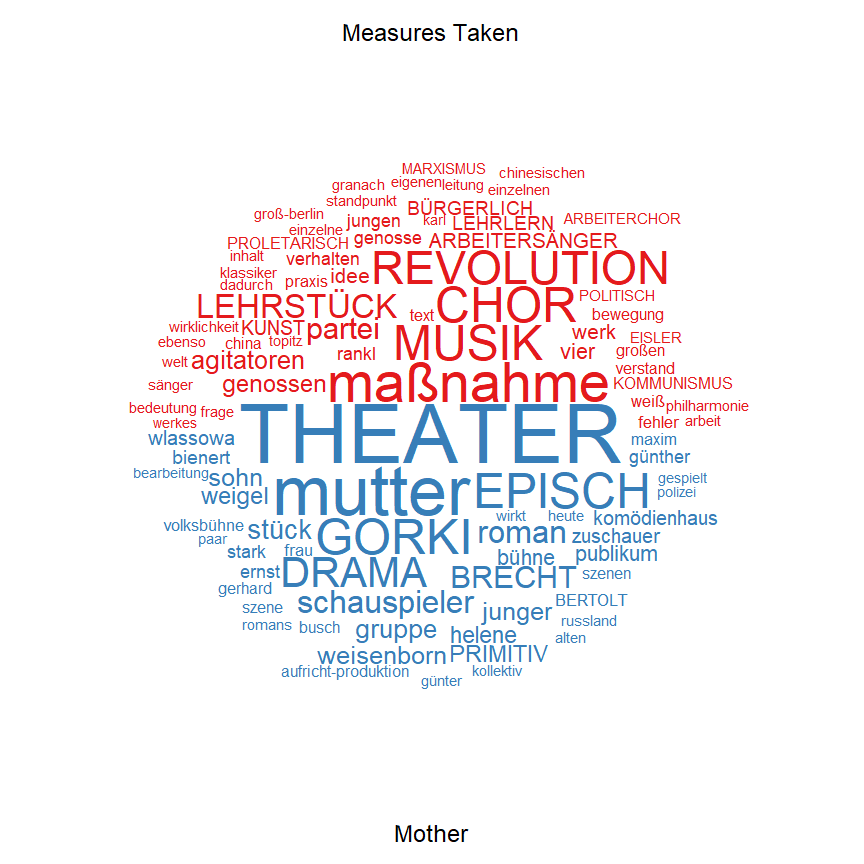 Measures Taken
MARXISMUS chinesischen
granach eigenen leitung einzelnen
standpunkt
groß-berlin jungen karl BÜRGERLICH LEHRLERN ARBEITERCHOR
einzelne
PROLETARISCH genosse ARBEITERSÄNGER
inhalt verhalten
klassiker idee REVOLUTION
dadurch praxis
LEHRSTÜCK text CHOR POLITISCH
bewegung
wirklichkeit KUNST partei MUSIK werk EISLER
ebenso china topitz
rankl vier großen
welt agitatoren verstand
sänger genossen maßnahme KOMMUNISMUS
bedeutung frage weiß philharmonie
werkes fehler arbeit
wlassowa THEATER maxim
bienert günther
bearbeitung sohn mutter EPISCH gespielt
weigel polizei
volksbühne stück GORKI wirkt heute komödienhaus
paar roman zuschauer
stark frau bühne publikum
ernst DRAMA BRECHT szenen
gerhard
szene schauspieler junger BERTOLT
romans busch gruppe helene russland
alten
weisenborn PRIMITIV
aufricht-produktion kollektiv
günter
Mother